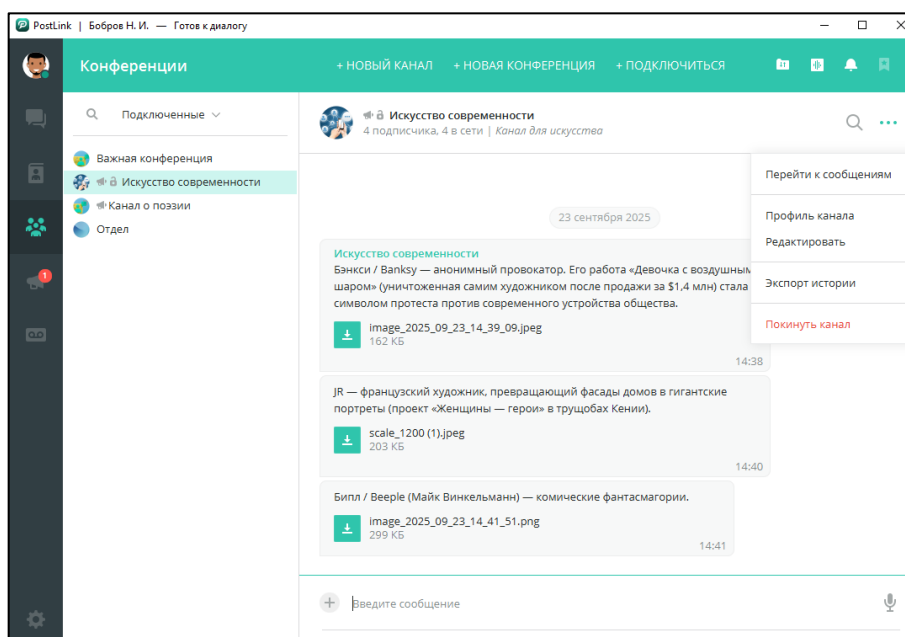 PostLink | Бобров Н. И. — Готов к диалогу
Конференции
+ НОВЫЙ КАНАЛ + НОВАЯ КОНФЕРЕНЦИЯ + ПОДКЛЮЧИТЬСЯ
Подключенные
Важная конференция
Искусство современности
Канал о поэзии
Отдел
1
Искусство современности
4 подписчика, 4 в сети | Канал для искусства
Перейти к сообщениям
Профиль канала
Редактировать
Экспорт истории
Покинуть канал
23 сентября 2025
Искусство современности
Бэнкси / Banksy — анонимный провокатор. Его работа «Девочка с воздушным
шаром» (уничтоженная самим художником после продажи за $1,4 млн) стала
символом протеста против современного устройства общества.
image_2025_09_23_14_39_09.jpeg
162 КБ
14:38
JR — французский художник, превращающий фасады домов в гигантские
портреты (проект «Женщины — герои» в трущобах Кении).
scale_1200 (1).jpeg
203 КБ
14:40
Бипл / Beeple (Майк Винкельманн) — комические фантасмагории.
image_2025_09_23_14_41_51.png
299 КБ
14:41
Введите сообщение